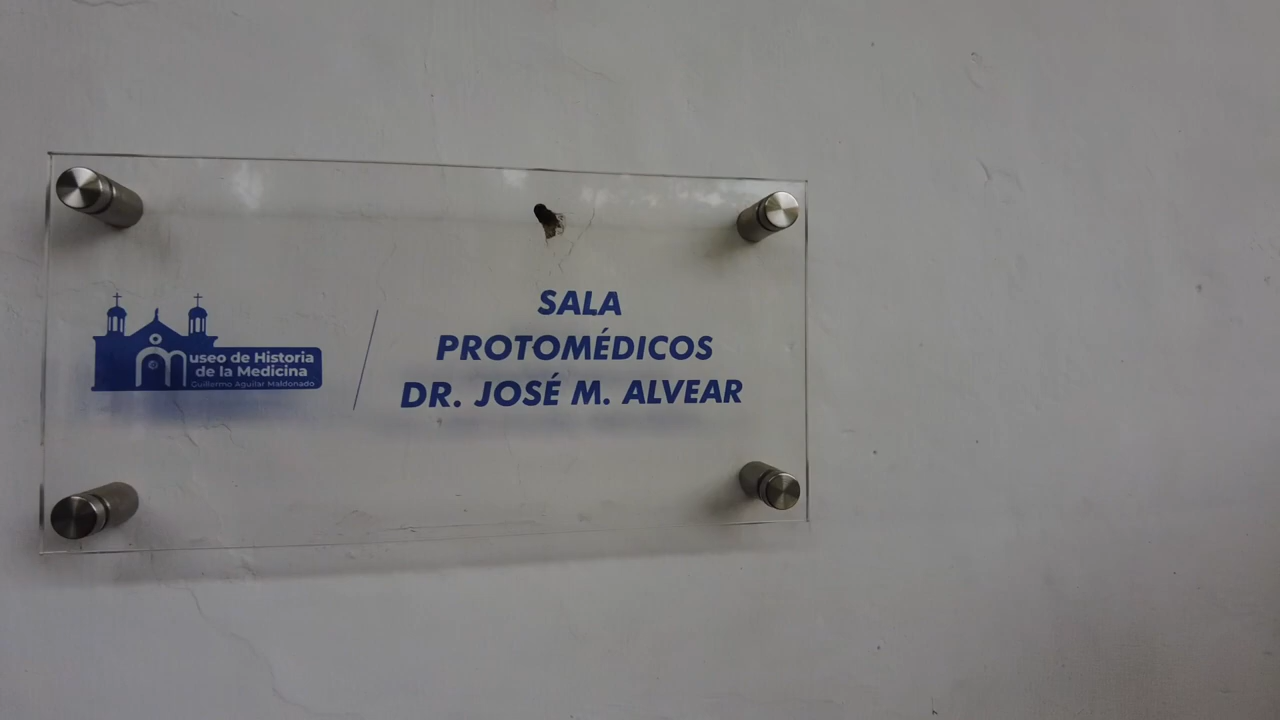 Museo de Historia
de la Medicina
Guillermo Aguilar Maldonado
SALA
PROTOMÉDICOS
DR. JOSÉ M. ALVEAR